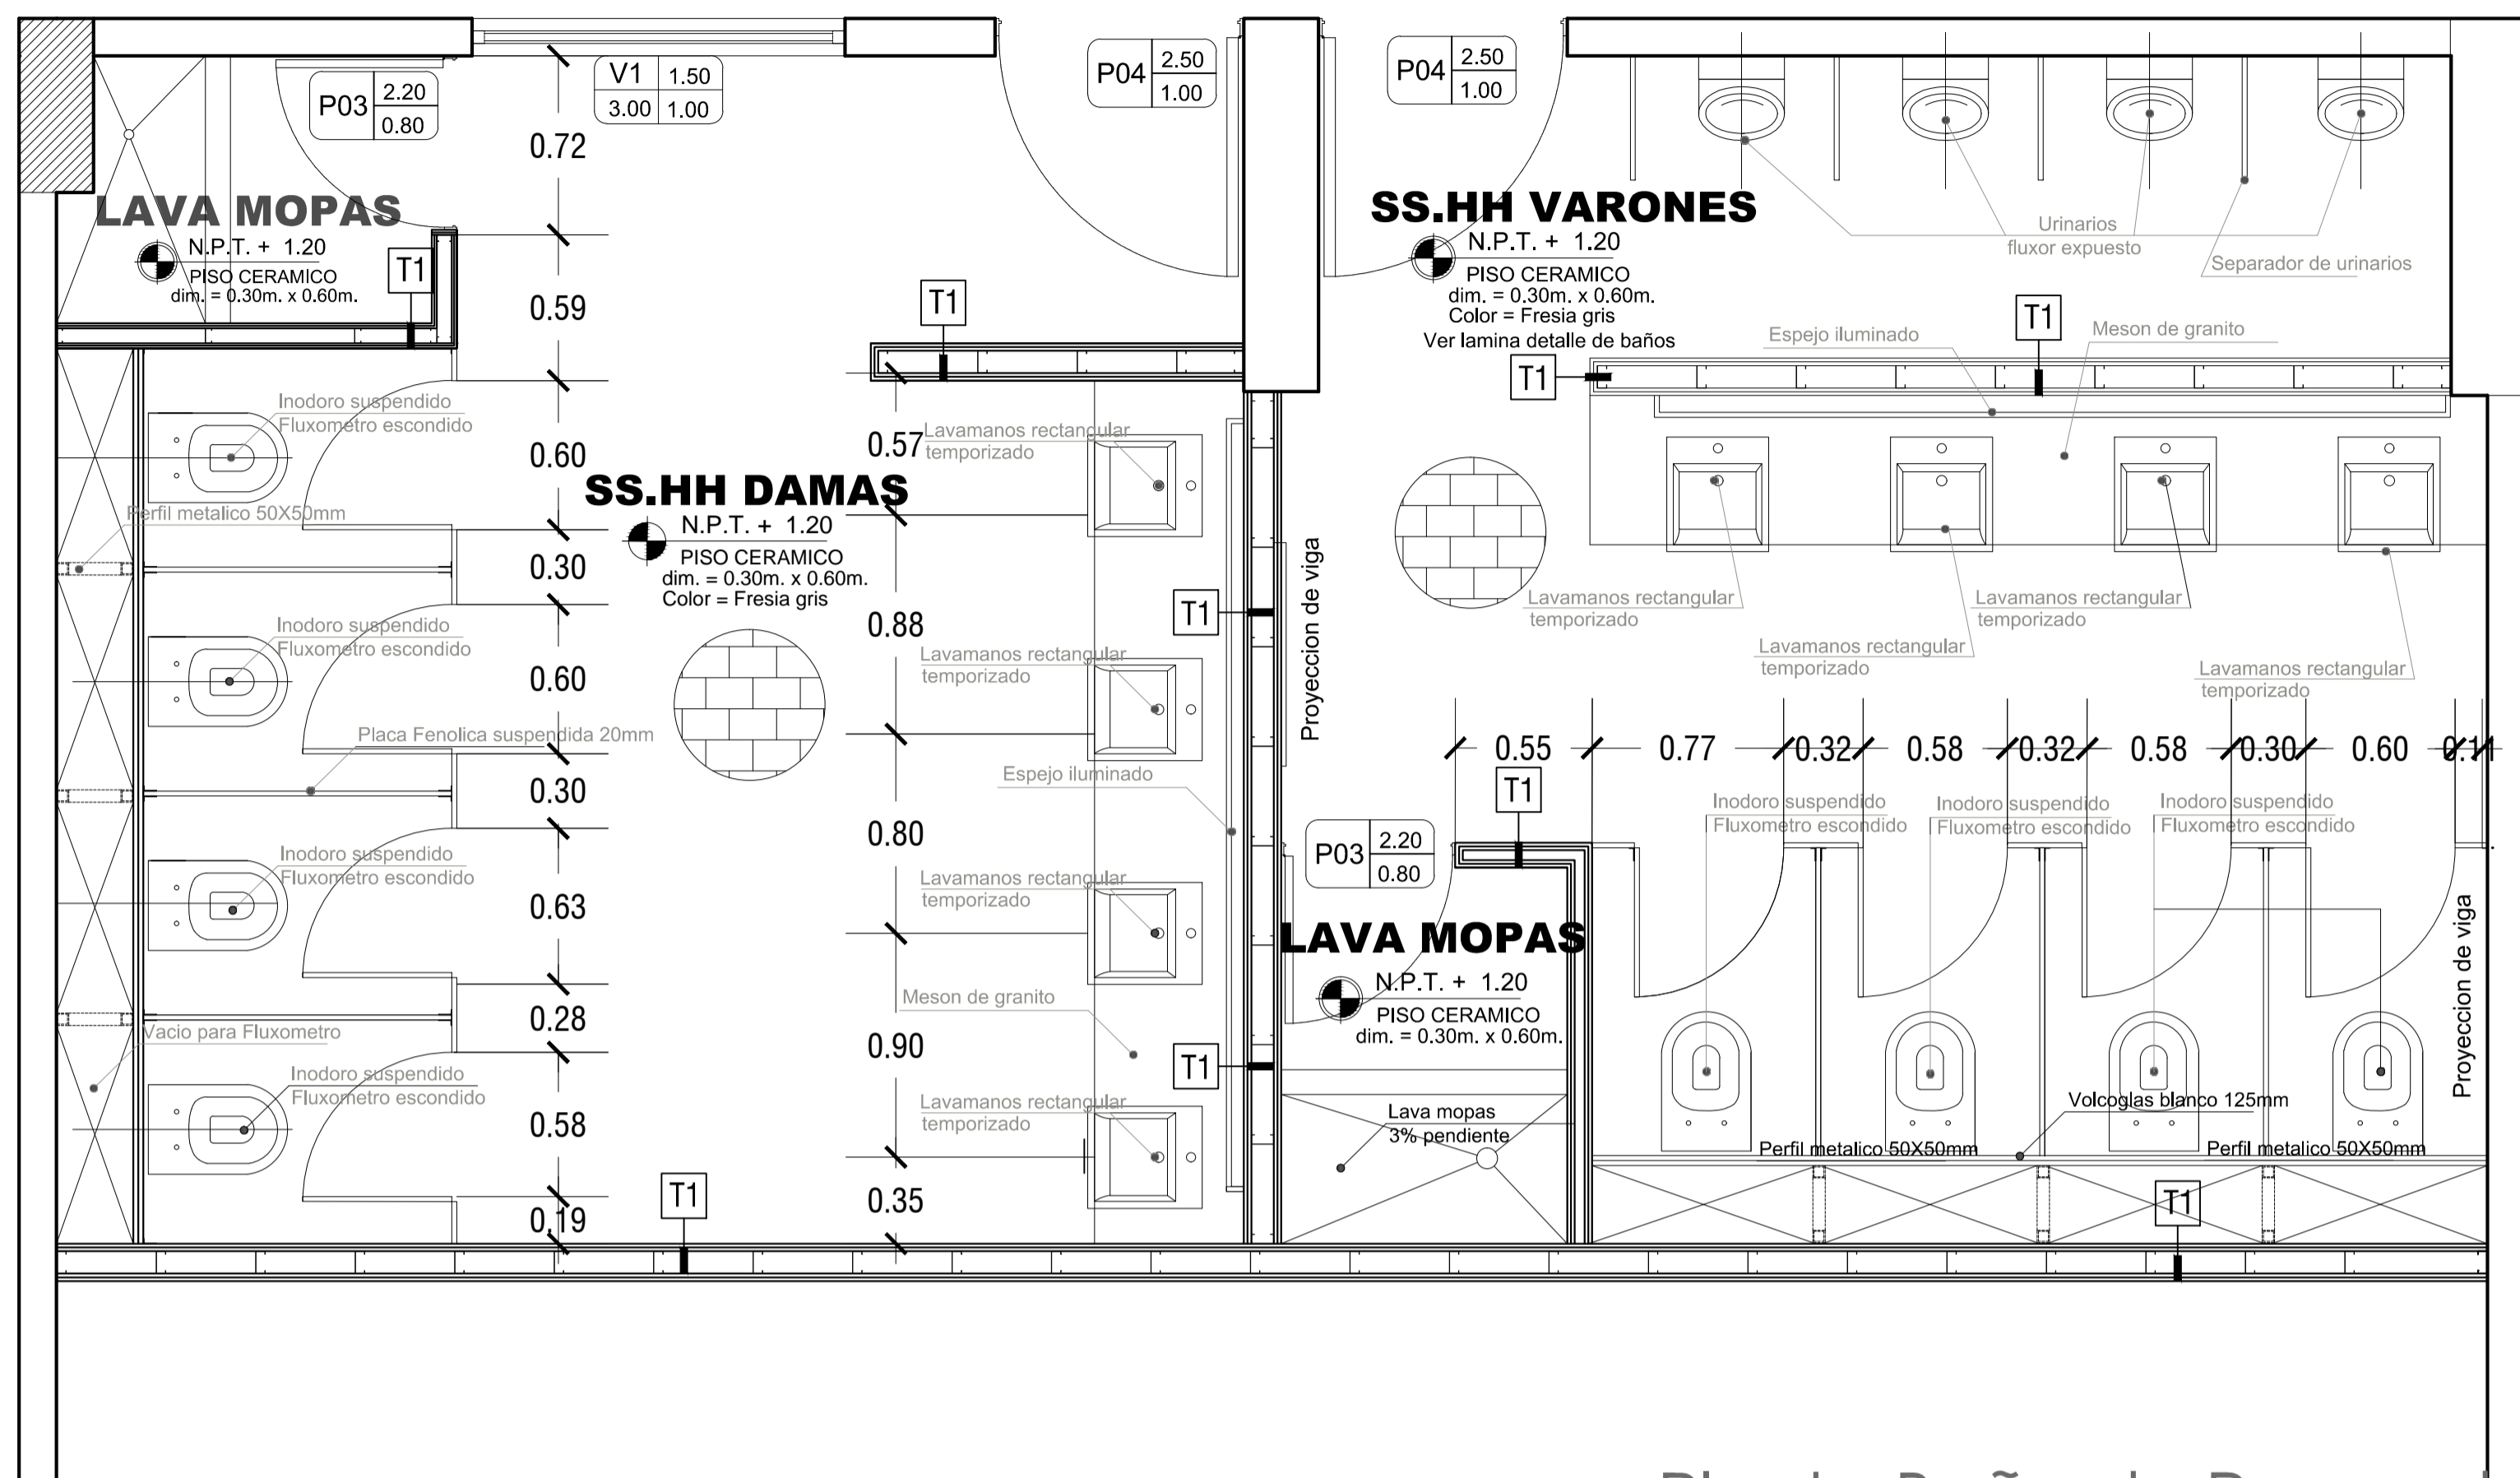 P03 2.20
0.80
V1 1.50
3.00 1.00
P04 2.50
1.00
P04 2.50
1.00
0.72
LAVA MOPAS
N.P.T. + 1.20
PISO CERAMICO
dim. = 0.30m. x 0.60m.
T1
0.59
T1
SS.HH VARONES
N.P.T. + 1.20
PISO CERAMICO
dim. = 0.30m. x 0.60m.
Color = Fresia gris
Ver lamina detalle de baños
Urinarios
fluxor expuesto
Separador de urinarios
T1
Espejo iluminado
T1
Meson de granito
Inodoro suspendido
Fluxometro escondido
0.60
Perfil metalico 50X50mm
0.30
Inodoro suspendido
Fluxometro escondido
0.60
Placa Fenolica suspendida 20mm
0.30
Inodoro suspendido
Fluxometro escondido
0.63
0.28
Vacio para Fluxometro
Inodoro suspendido
Fluxometro escondido
0.58
0.19
T1
SS.HH DAMAS
N.P.T. + 1.20
PISO CERAMICO
dim. = 0.30m. x 0.60m.
Color = Fresia gris
0.57
Lavamanos rectangular
temporizado
0.88
T1
Lavamanos rectangular
temporizado
Espejo iluminado
0.80
Lavamanos rectangular
temporizado
Meson de granito
0.90
T1
Lavamanos rectangular
temporizado
0.35
Proyeccion de viga
Lavamanos rectangular
temporizado
Lavamanos rectangular
temporizado
Lavamanos rectangular
temporizado
Lavamanos rectangular
temporizado
0.55 0.77 0.32 0.58 0.32 0.58 0.30 0.60 0.11
T1
P03 2.20
0.80
Inodoro suspendido
Fluxometro escondido
Inodoro suspendido
Fluxometro escondido
Inodoro suspendido
Fluxometro escondido
LAVA MOPAS
N.P.T. + 1.20
PISO CERAMICO
dim. = 0.30m. x 0.60m.
Proyeccion de viga
Lava mopas
3% pendiente
Volcoglas blanco 125mm
Perfil metalico 50X50mm
Perfil metalico 50X50mm
T1